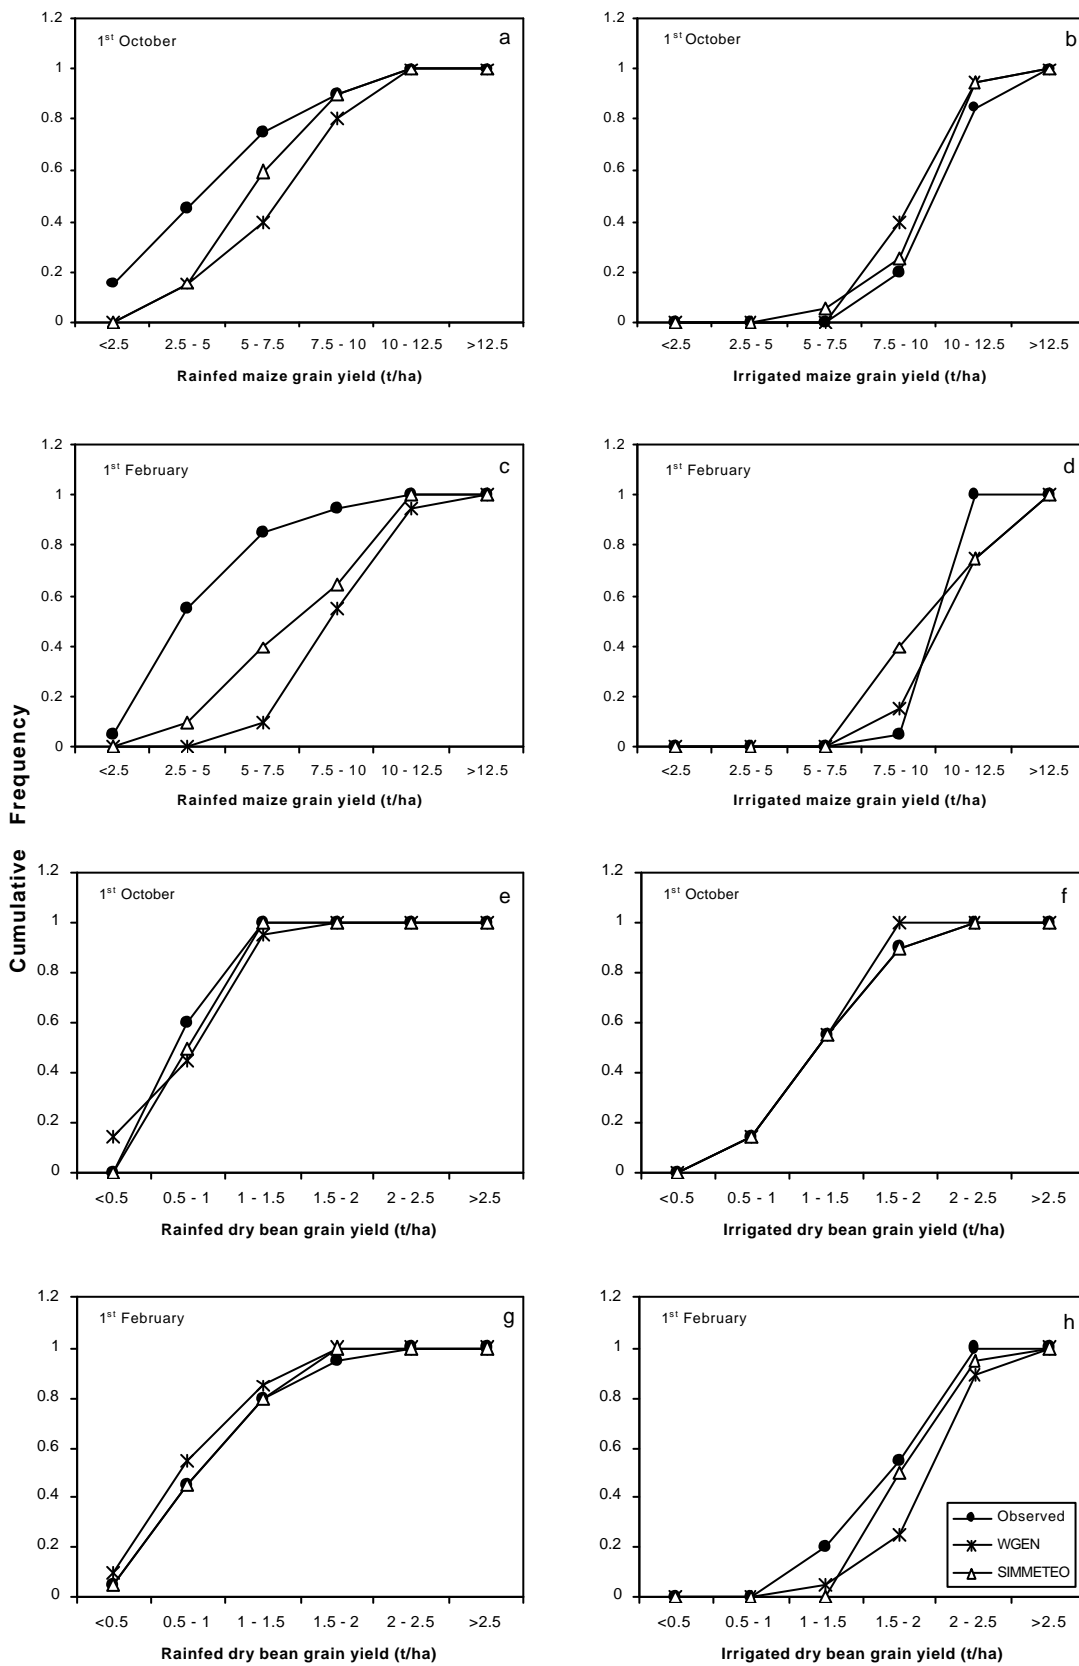 1.2
1
0.8
0.6
0.4
0.2
0
1st October
a
<2.5 2.5 - 5 5 - 7.5 7.5 - 10 10 - 12.5 >12.5
Rainfed maize grain yield (t/ha)
1.2
1
0.8
0.6
0.4
0.2
0
1st October
b
<2.5 2.5 - 5 5 - 7.5 7.5 - 10 10 - 12.5 >12.5
Irrigated maize grain yield (t/ha)
1.2
1
0.8
0.6
0.4
0.2
0
1st February
c
<2.5 2.5 - 5 5 - 7.5 7.5 - 10 10 - 12.5 >12.5
Rainfed maize grain yield (t/ha)
1.2
1
0.8
0.6
0.4
0.2
0
1st February
d
<2.5 2.5 - 5 5 - 7.5 7.5 - 10 10 - 12.5 >12.5
Irrigated maize grain yield (t/ha)
Cumulative Frequency
1.2
1
0.8
0.6
0.4
0.2
0
1st October
e
<0.5 0.5 - 1 1 - 1.5 1.5 - 2 2 - 2.5 >2.5
Rainfed dry bean grain yield (t/ha)
1.2
1
0.8
0.6
0.4
0.2
0
1st October
f
<0.5 0.5 - 1 1 - 1.5 1.5 - 2 2 - 2.5 >2.5
Irrigated dry bean grain yield (t/ha)
1.2
1
0.8
0.6
0.4
0.2
0
1st February
g
<0.5 0.5 - 1 1 - 1.5 1.5 - 2 2 - 2.5 >2.5
Rainfed dry bean grain yield (t/ha)
1.2
1
0.8
0.6
0.4
0.2
0
1st February
h
Observed
WGEN
SIMMETEO
<0.5 0.5 - 1 1 - 1.5 1.5 - 2 2 - 2.5 >2.5
Irrigated dry bean grain yield (t/ha)